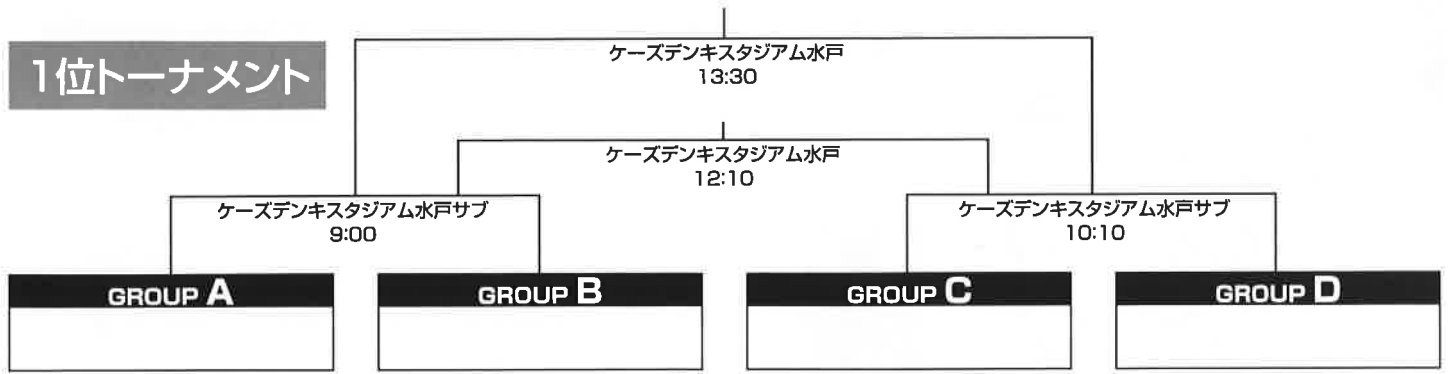 1位トーナメント
ケーズデンキスタジアム水戸
13:30
ケーズデンキスタジアム水戸
12:10
ケーズデンキスタジアム水戸サブ
9:00
ケーズデンキスタジアム水戸サブ
10:10
GROUP A
GROUP B
GROUP C
GROUP D